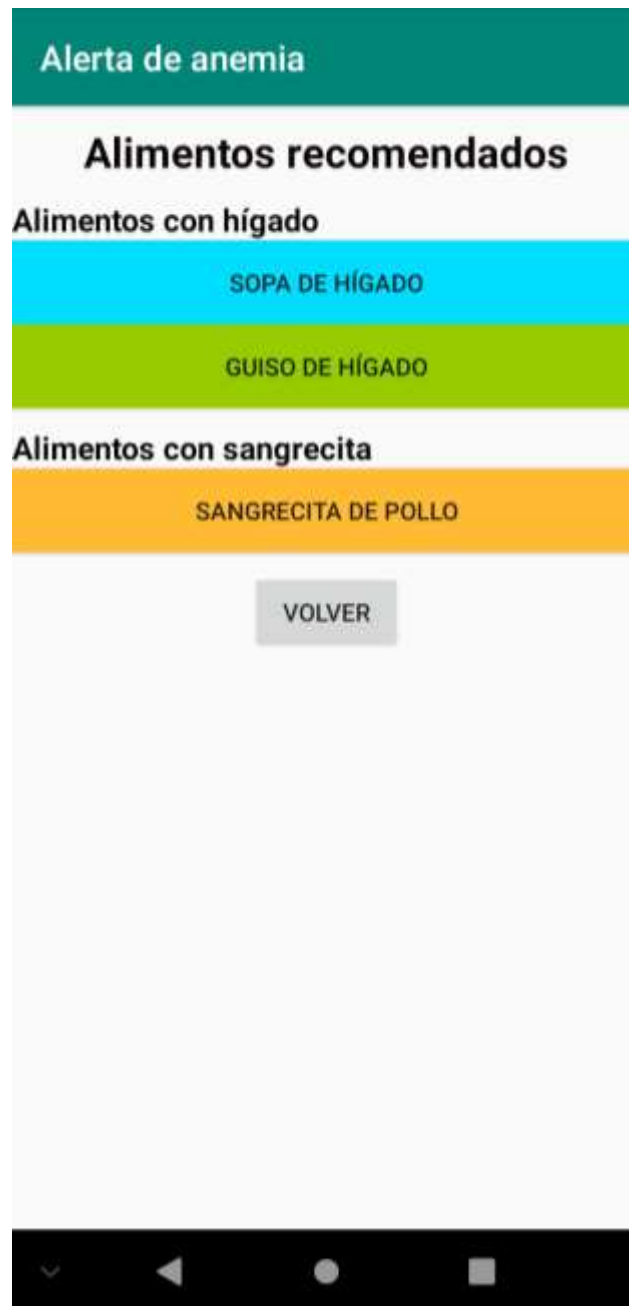 Alerta de anemia
Alimentos recomendados
Alimentos con hígado
SOPA DE HÍGADO
GUISO DE HÍGADO
Alimentos con sangrecita
SANGRECITA DE POLLO
VOLVER